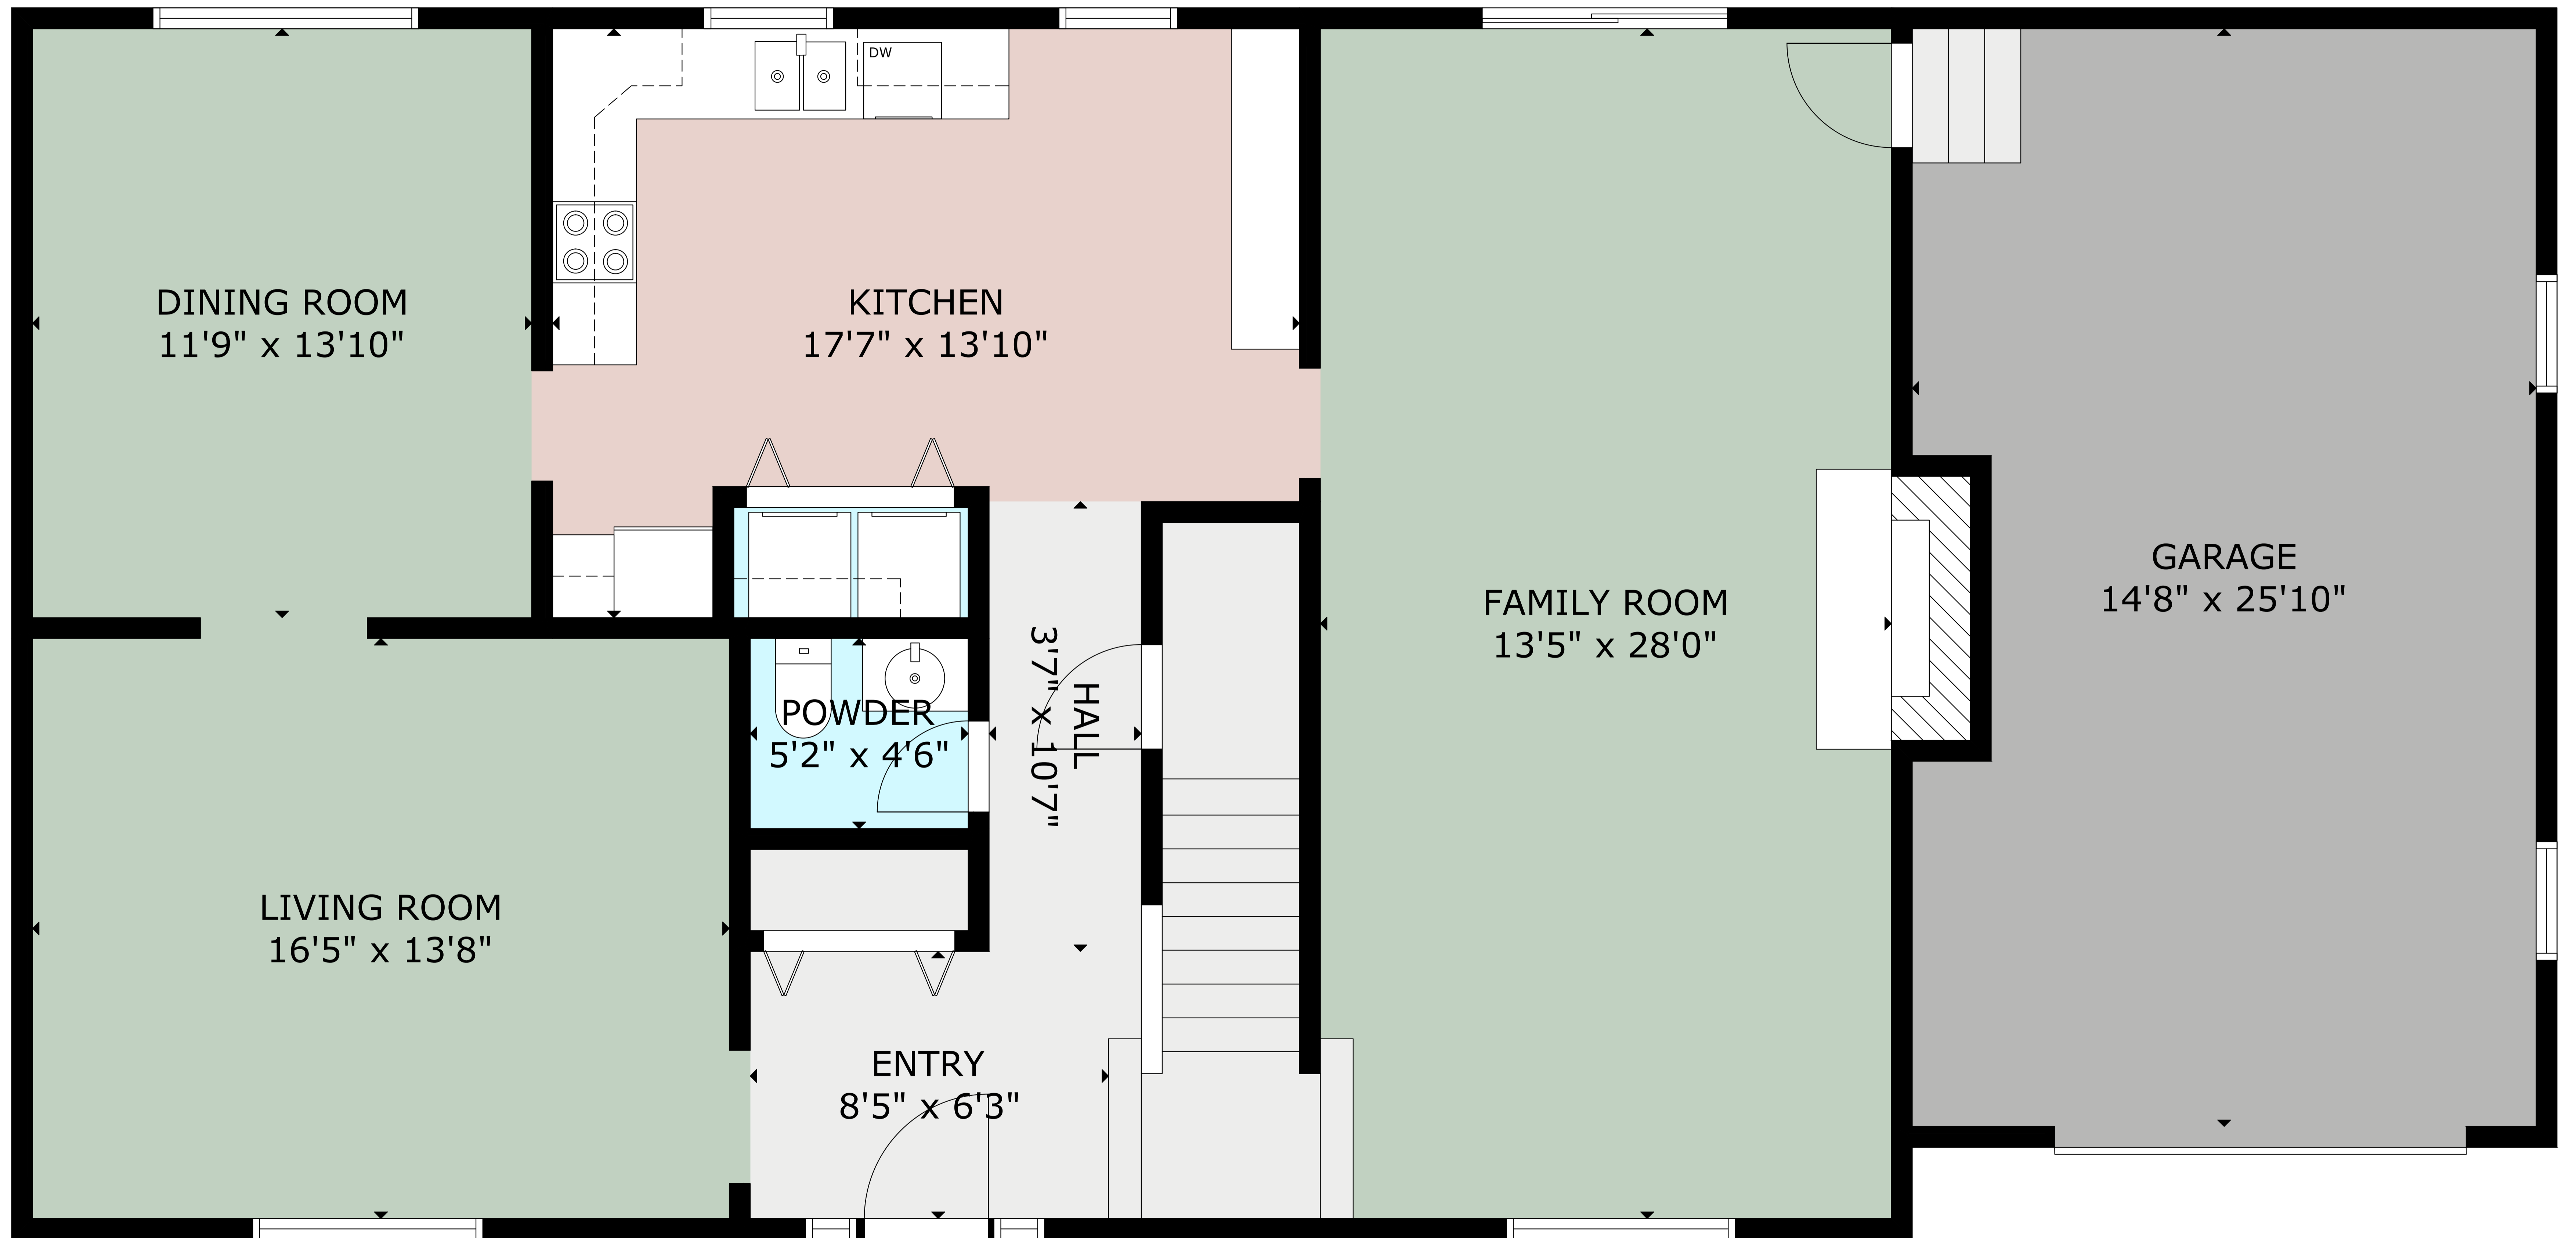 DW
DINING ROOM
11'9" x 13'10"
KITCHEN
17'7" x 13'10"
GARAGE
14'8" x 25'10"
FAMILY ROOM
13'5" x 28'0"
HALL
3'7" x 10'7"
POWDER
5'2" x 4'6"
LIVING ROOM
16'5" x 13'8"
ENTRY
8'5" x 6'3"